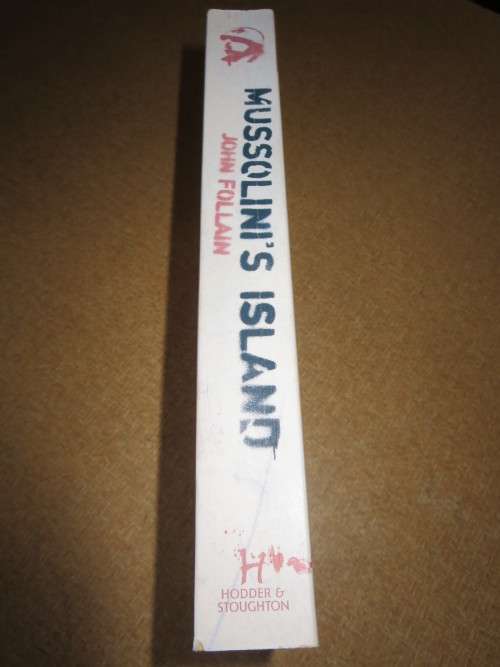 MUSSOLINI'S ISLAND
JOHN FOLLAIN
H
HODDER &
STOUGHTON